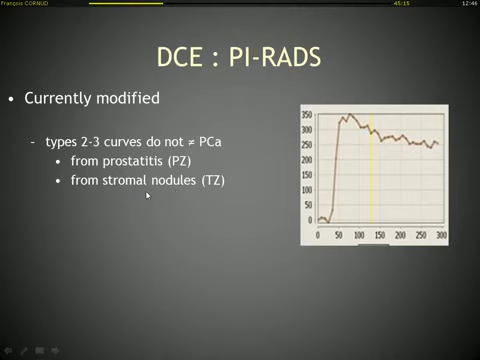 François CORNUD 45:15 12:46
DCE : PI-RADS
• Currently modified
– types 2-3 curves do not ≠ PCa
• from prostatitis (PZ)
• from stromal nodules (TZ)
350
300
250
200
150
100
50
0
0 50 100 150 200 250 300